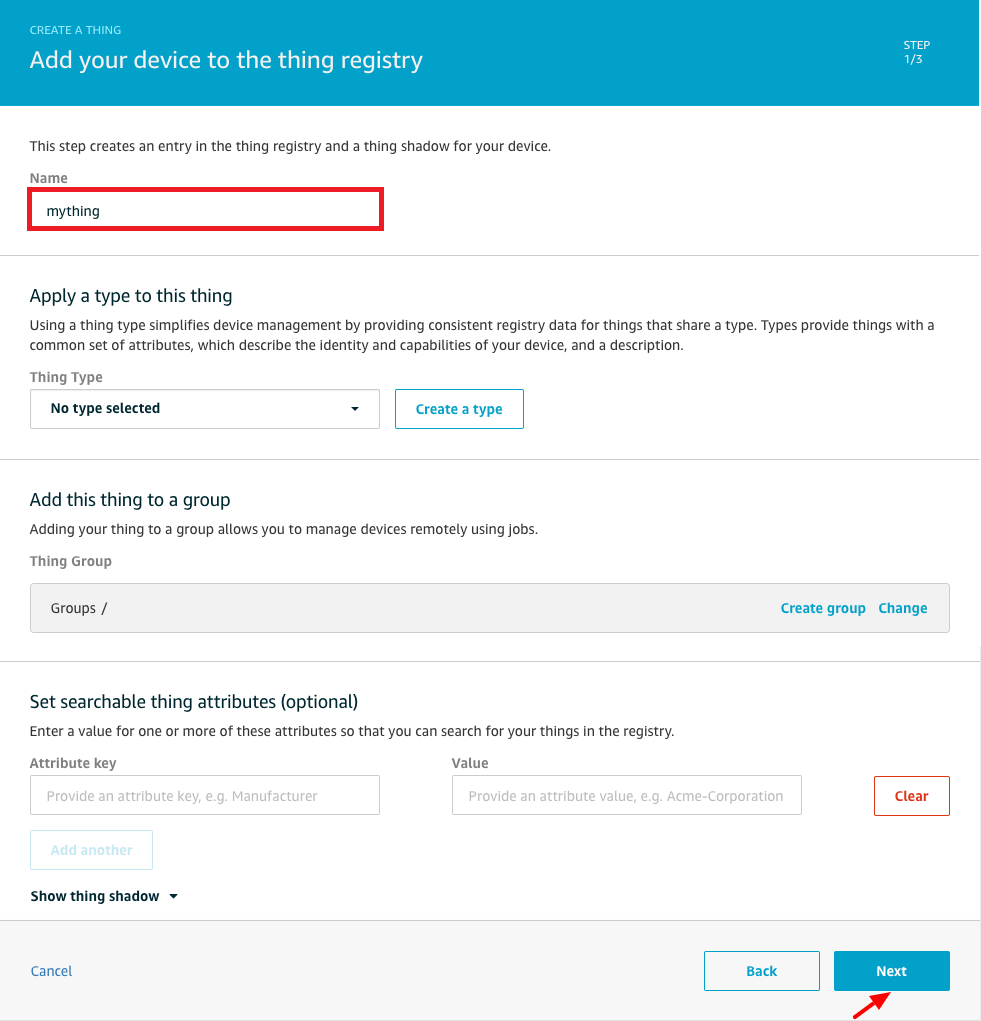 CREATE A THING
Add your device to the thing registry
STEP
1/3
This step creates an entry in the thing registry and a thing shadow for your device.
Name
mything
Apply a type to this thing
Using a thing type simplifies device management by providing consistent registry data for things that share a type. Types provide things with a
common set of attributes, which describe the identity and capabilities of your device, and a description.
Thing Type
No type selected
Create a type
Add this thing to a group
Adding your thing to a group allows you to manage devices remotely using jobs.
Thing Group
Groups /
Create group
Change
Set searchable thing attributes (optional)
Enter a value for one or more of these attributes so that you can search for your things in the registry.
Attribute key
Value
Provide an attribute key, e.g. Manufacturer
Provide an attribute value, e.g. Acme-Corporation
Clear
Add another
Show thing shadow
Cancel
Back
Next